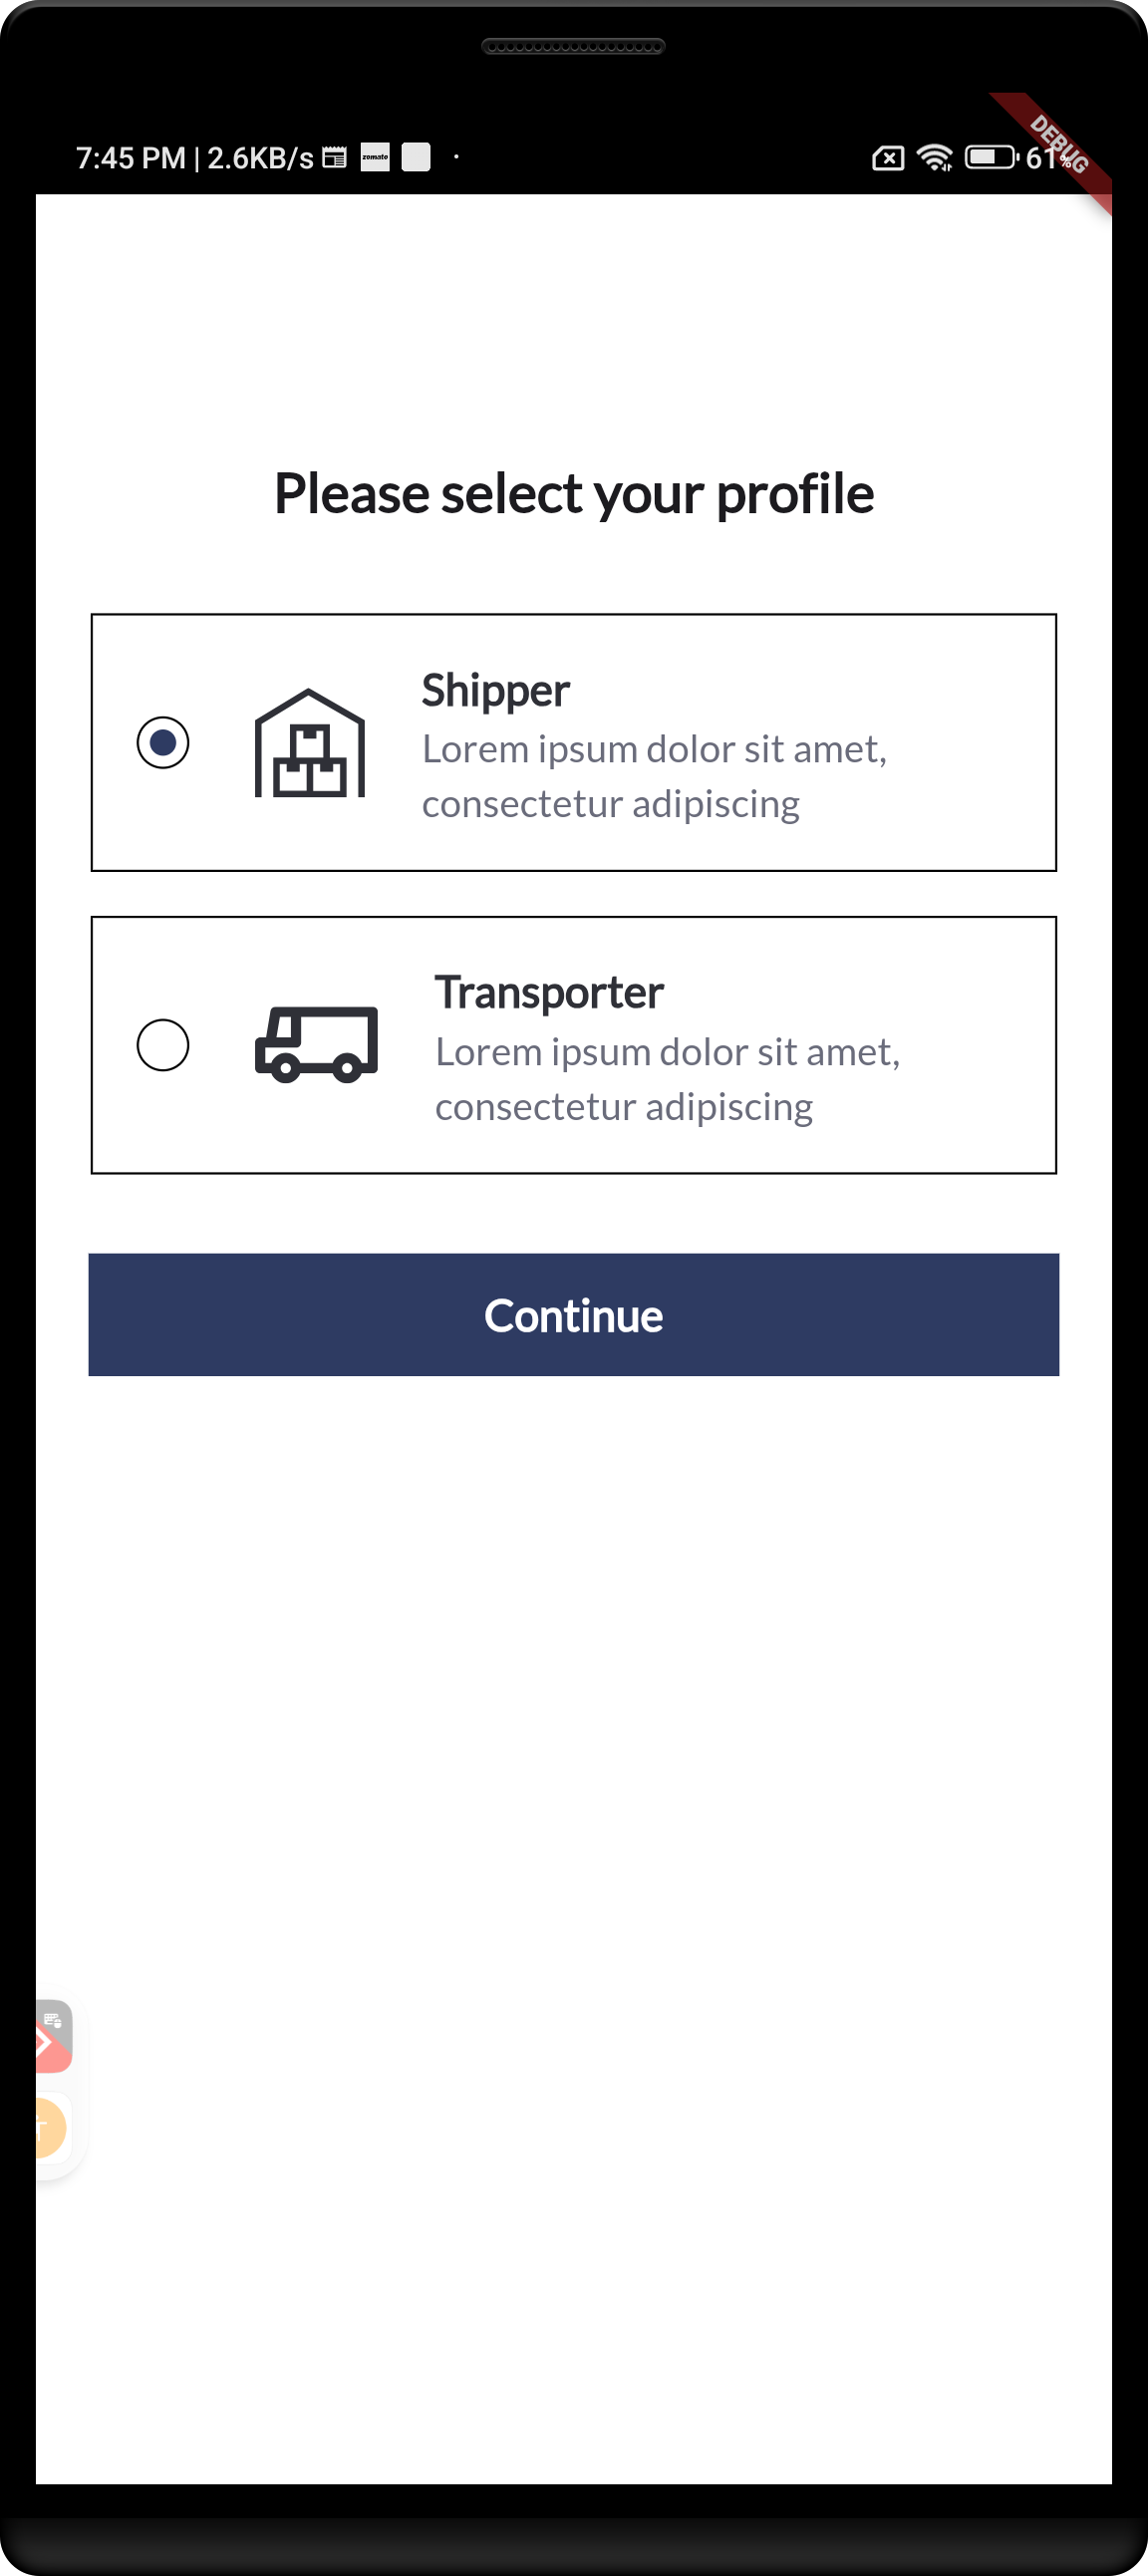 7:45 PM | 2.6KB/s zomato
61%
DEBUG
Please select your profile
Shipper
Lorem ipsum dolor sit amet,
consectetur adipiscing
Transporter
Lorem ipsum dolor sit amet,
consectetur adipiscing
Continue